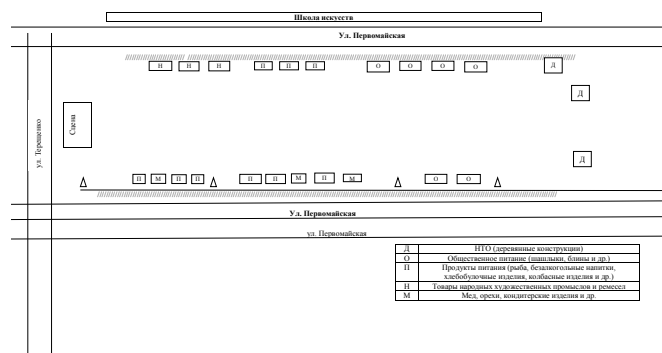 Школа искусств
Ул. Первомайская
Н Н Н П П П О О О О Д
Д
Сцена
ул. Терещенко
Д
П М П П П П М П М О О
Ул. Первомайская
ул. Первомайская
Д НТО (деревянные конструкции)
О Общественное питание (шашлыки, блины и др.)
П Продукты питания (рыба, безалкогольные напитки,
хлебобулочные изделия, колбасные изделия и др.)
Н Товары народных художественных промыслов и ремесел
М Мед, орехи, кондитерские изделия и др.